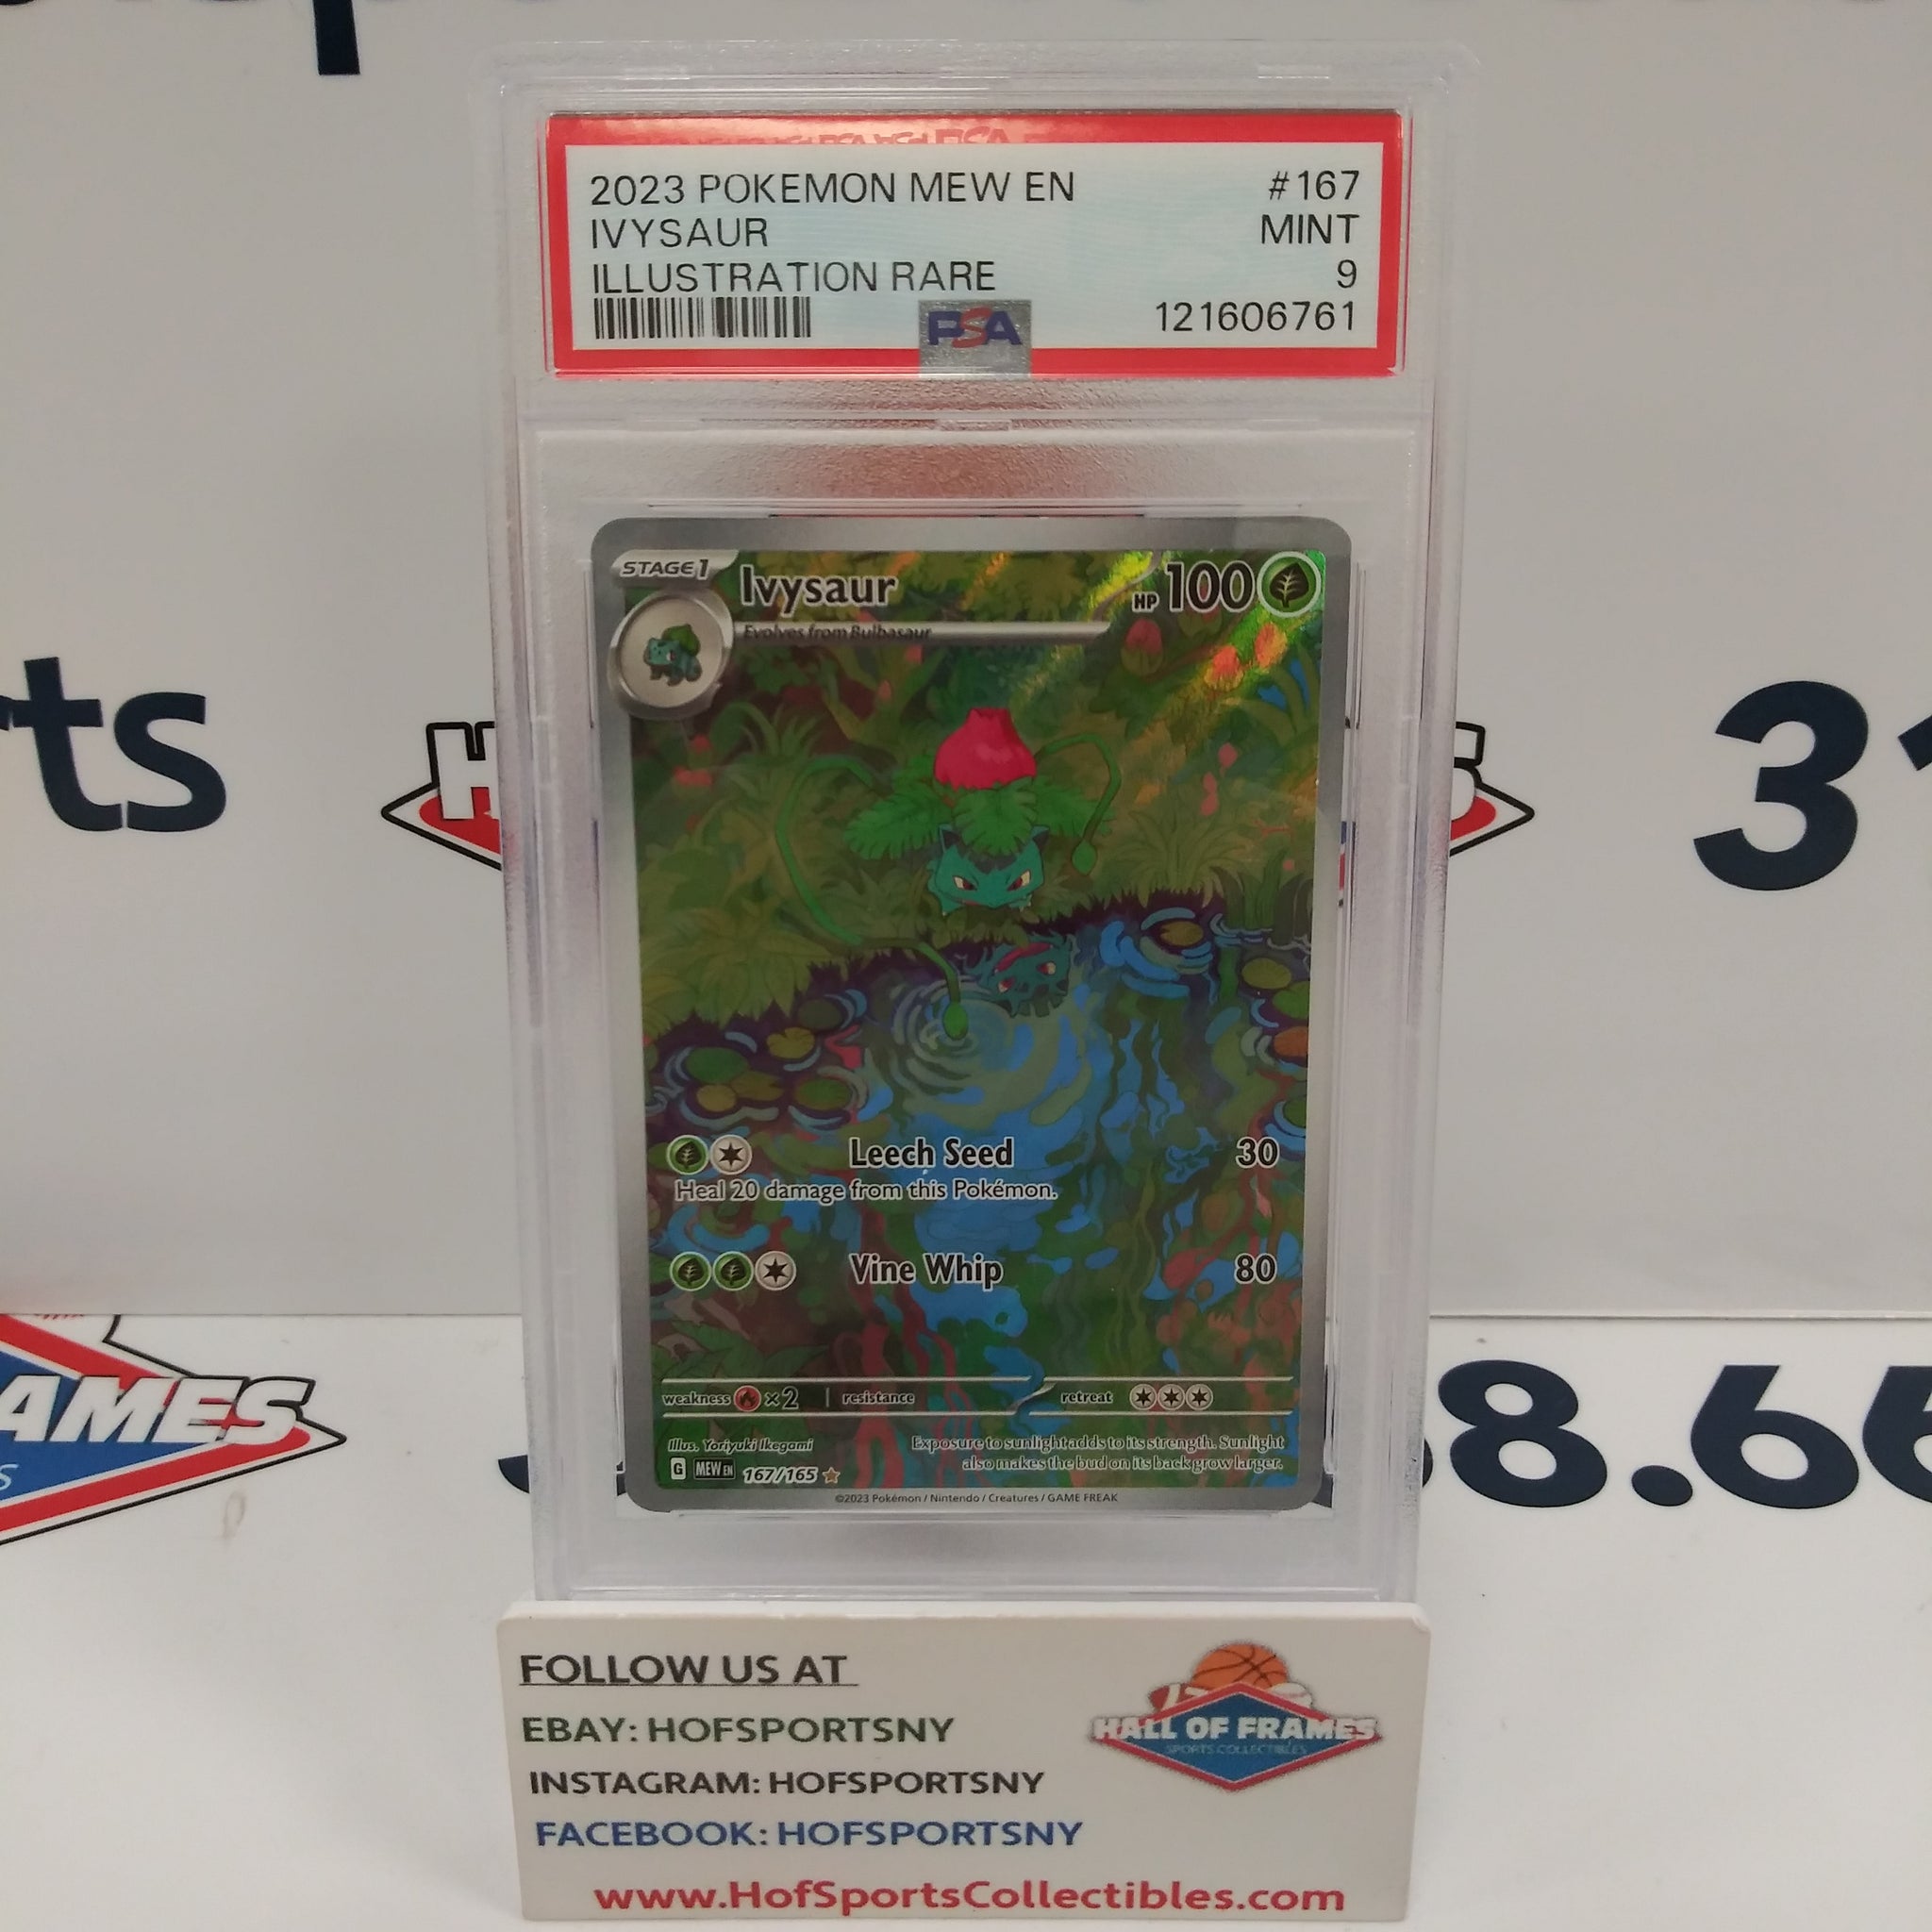 2023 POKEMON MEW EN #167
IVYSAUR MINT
ILLUSTRATION RARE 9
PSA 121606761
STAGE 1 Ivysaur HP 100
Evolves from Bulbasaur
rts
31
Leech Seed 30
Heal 20 damage from this Pokémon.
Vine Whip 80
weakness ×2 resistance retreat
AMES
8.66
Illus. Yoriyuki Ikegami
Exposure to sunlight adds to its strength. Sunlight
also makes the bud on its back grow larger.
G MEW EN 167/165
©2023 Pokémon / Nintendo / Creatures / GAME FREAK
FOLLOW US AT
EBAY: HOFSPORTSNY
HALL OF FRAMES
SPORTS COLLECTIBLES
INSTAGRAM: HOFSPORTSNY
FACEBOOK: HOFSPORTSNY
www.HofSportsCollectibles.com